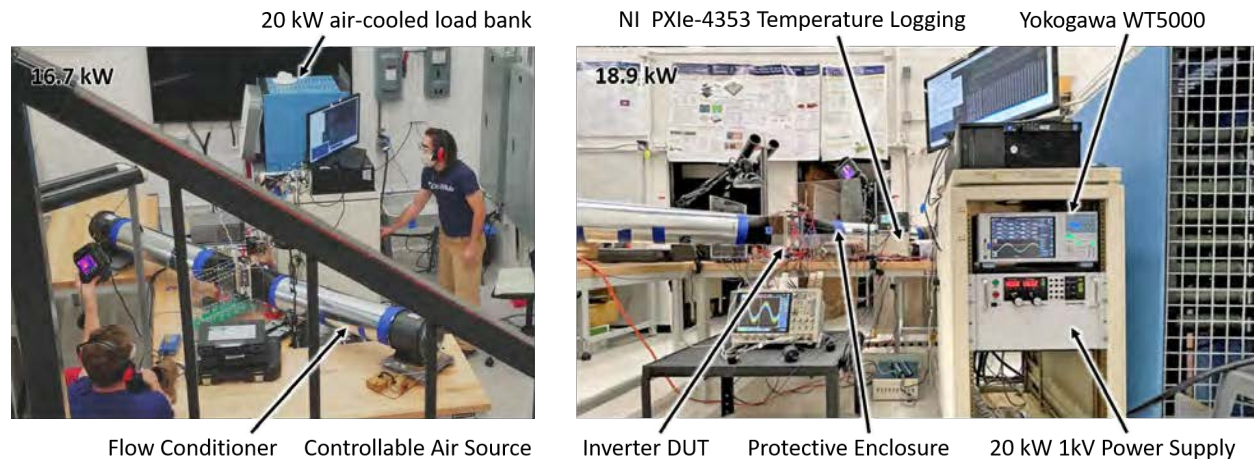 20 kW air-cooled load bank
NI PXIe-4353 Temperature Logging
Yokogawa WT5000
16.7 kW
18.9 kW
Flow Conditioner
Controllable Air Source
Inverter DUT
Protective Enclosure
20 kW 1kV Power Supply